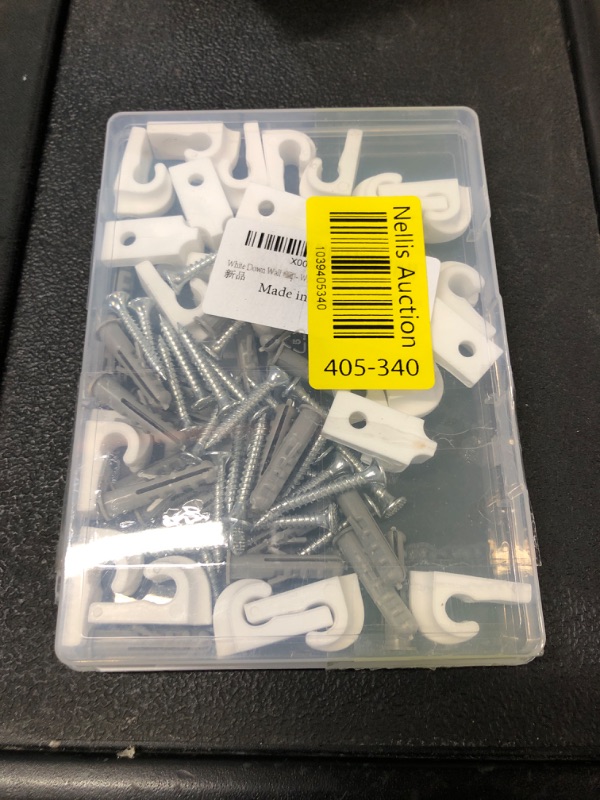 X00
White Down Wall
新品
Made in
Nellis Auction
1039405340
405-340